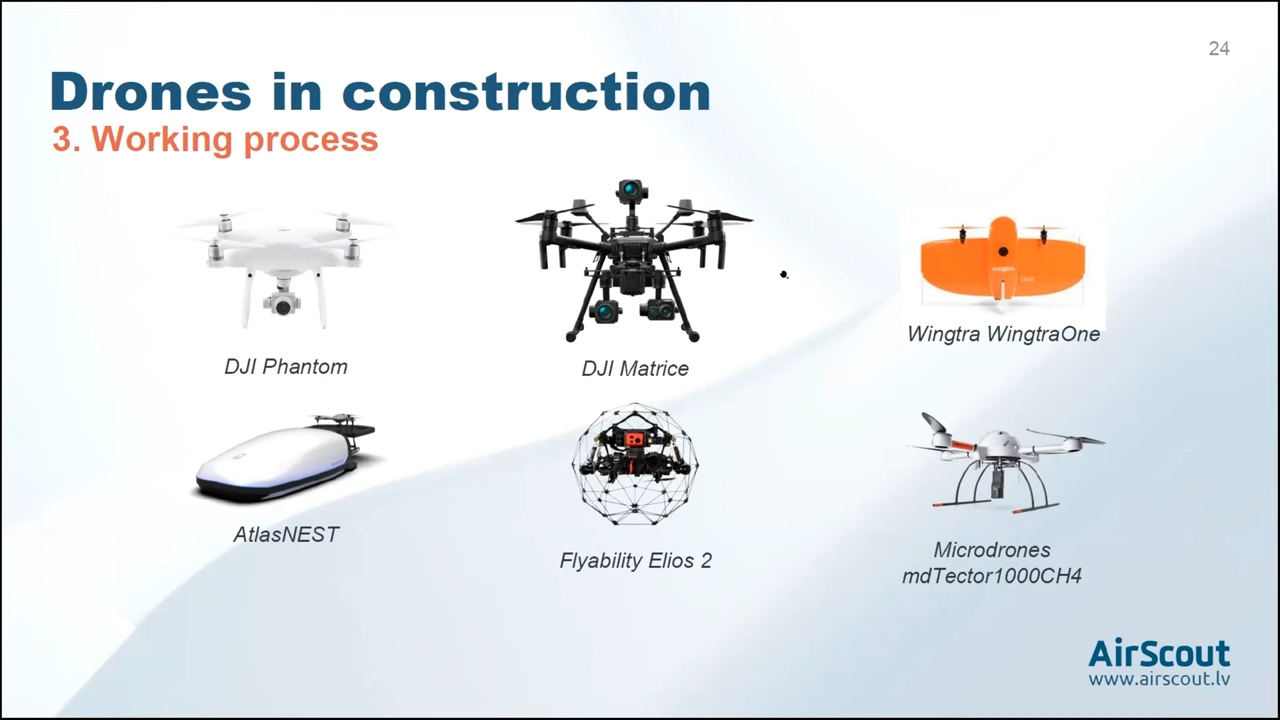 24
Drones in construction
3. Working process
DJI Phantom
DJI Matrice
Wingtra WingtraOne
AtlasNEST
Flyability Elios 2
Microdrones
mdTector1000CH4
wingtra
AirScout
www.airscout.lv